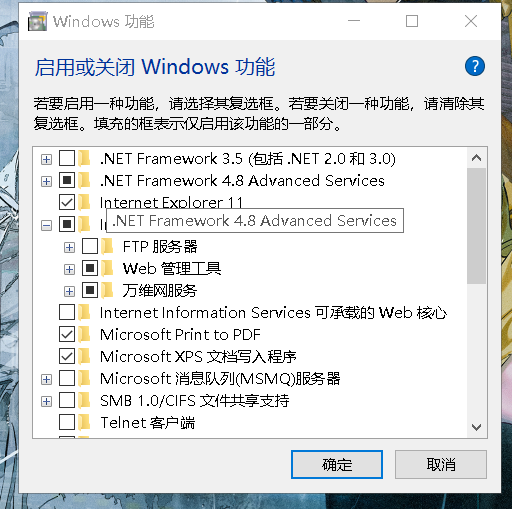 Windows 功能
启用或关闭 Windows 功能
?
若要启用一种功能，请选择其复选框。若要关闭一种功能，请清除其
复选框。填充的框表示仅启用该功能的一部分。
.NET Framework 3.5 (包括 .NET 2.0 和 3.0)
.NET Framework 4.8 Advanced Services
Internet Explorer 11
.NET Framework 4.8 Advanced Services
FTP 服务器
Web 管理工具
万维网服务
Internet Information Services 可承载的 Web 核心
Microsoft Print to PDF
Microsoft XPS 文档写入程序
Microsoft 消息队列(MSMQ)服务器
SMB 1.0/CIFS 文件共享支持
Telnet 客户端
确定
取消